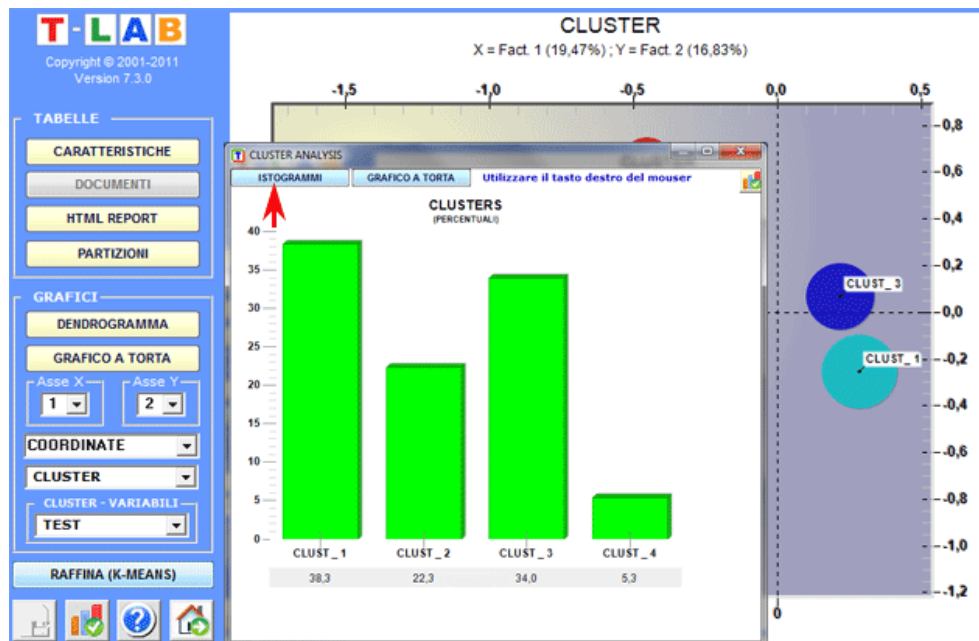 T-LAB
Copyright © 2001-2011
Version 7.3.0
TABELLE
CARATTERISTICHE
DOCUMENTI
HTML REPORT
PARTIZIONI
GRAFICI
DENDROGRAMMA
GRAFICO A TORTA
Asse X
Asse Y
1
2
COORDINATE
CLUSTER
CLUSTER - VARIABILI
TEST
RAFFINA (K-MEANS)
CLUSTER
X = Fact. 1 (19,47%) ; Y = Fact. 2 (16,83%)
-1,5 -1,0 -0,5 0,0 0,5
CLUSTER ANALYSIS
ISTOGRAMMI
GRAFICO A TORTA
Utilizzare il tasto destro del mouser
CLUSTERS
(PERCENTUALI)
40
35
30
25
20
15
10
5
0
CLUST_1 CLUST_2 CLUST_3 CLUST_4
38,3 22,3 34,0 5,3
-0,8
-0,6
-0,4
-0,2
CLUST_3
-0,0
-0,2
CLUST_1
-0,4
-0,6
-0,8
-1,0
-1,2
0